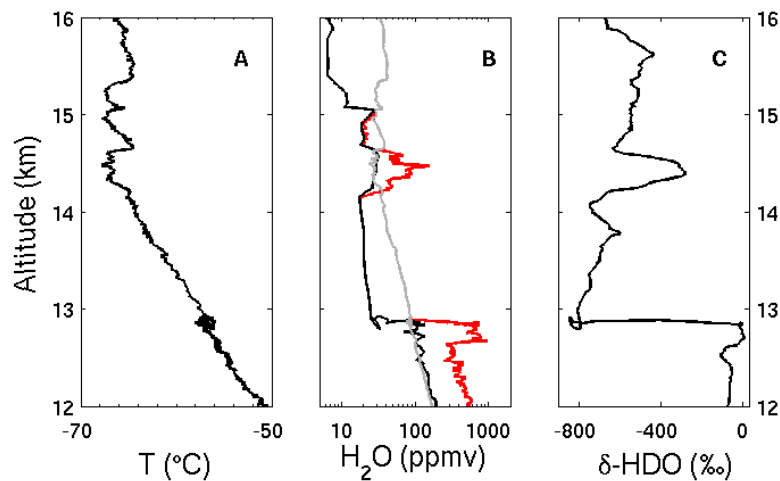 16
15
14
13
12
Altitude (km)
A
-70
-50
T (°C)
B
10
100
1000
H₂O (ppmv)
C
-800
-400
0
δ-HDO (‰)
16
15
14
13
12